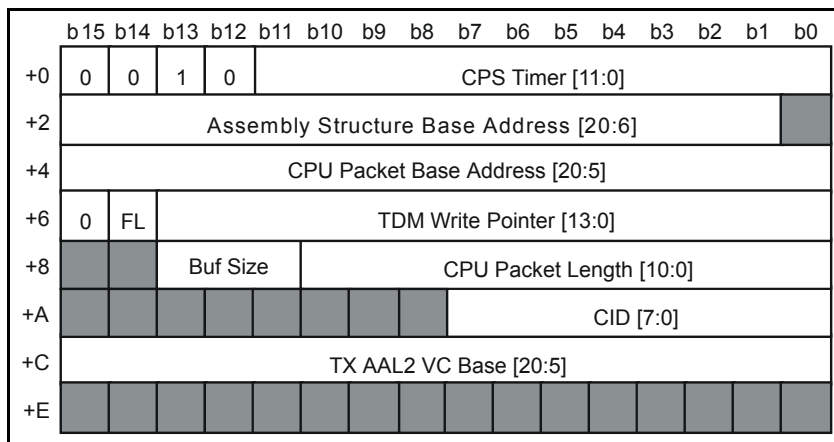 b15 b14 b13 b12 b11 b10 b9 b8 b7 b6 b5 b4 b3 b2 b1 b0
+0 0 0 1 0 CPS Timer [11:0]
+2 Assembly Structure Base Address [20:6]
+4 CPU Packet Base Address [20:5]
+6 0 FL TDM Write Pointer [13:0]
+8 Buf Size CPU Packet Length [10:0]
+A CID [7:0]
+C TX AAL2 VC Base [20:5]
+E